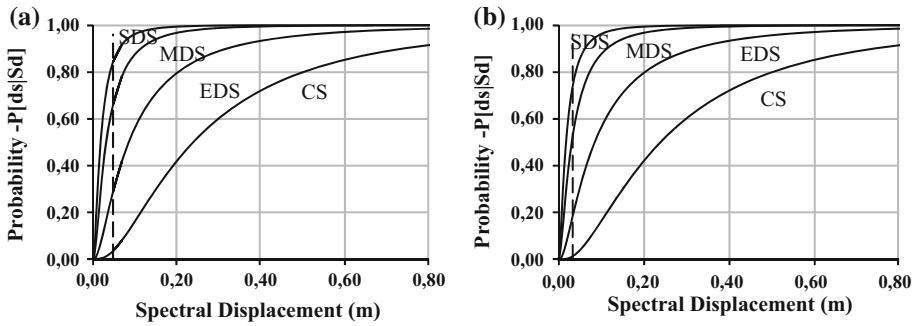 (a)
Probability -P[ds|Sd]
1,00
0,80
0,60
0,40
0,20
0,00
SDS
MDS
EDS
CS
0,00 0,20 0,40 0,60 0,80
Spectral Displacement (m)
(b)
Probability -P[ds|Sd]
1,00
0,80
0,60
0,40
0,20
0,00
SDS
MDS
EDS
CS
0,00 0,20 0,40 0,60 0,80
Spectral Displacement (m)